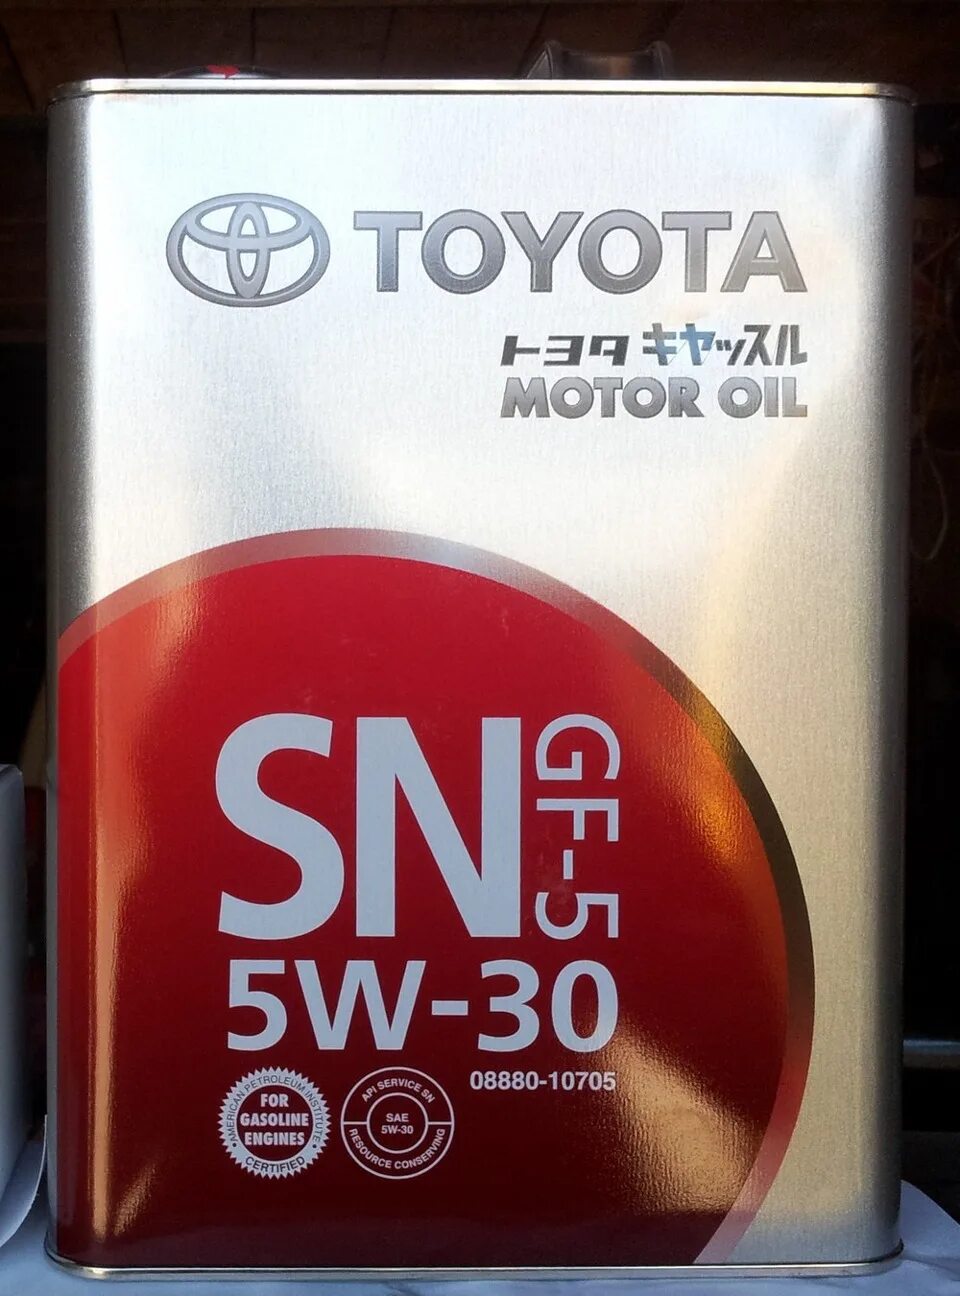 TOYOTA
トヨタ キヤッスル
MOTOR OIL
SN GF-5
5W-30
08880-10705
AMERICAN PETROLEUM INSTITUTE
FOR
GASOLINE
ENGINES
CERTIFIED
API SERVICE SN
SAE
5W-30
RESOURCE CONSERVING